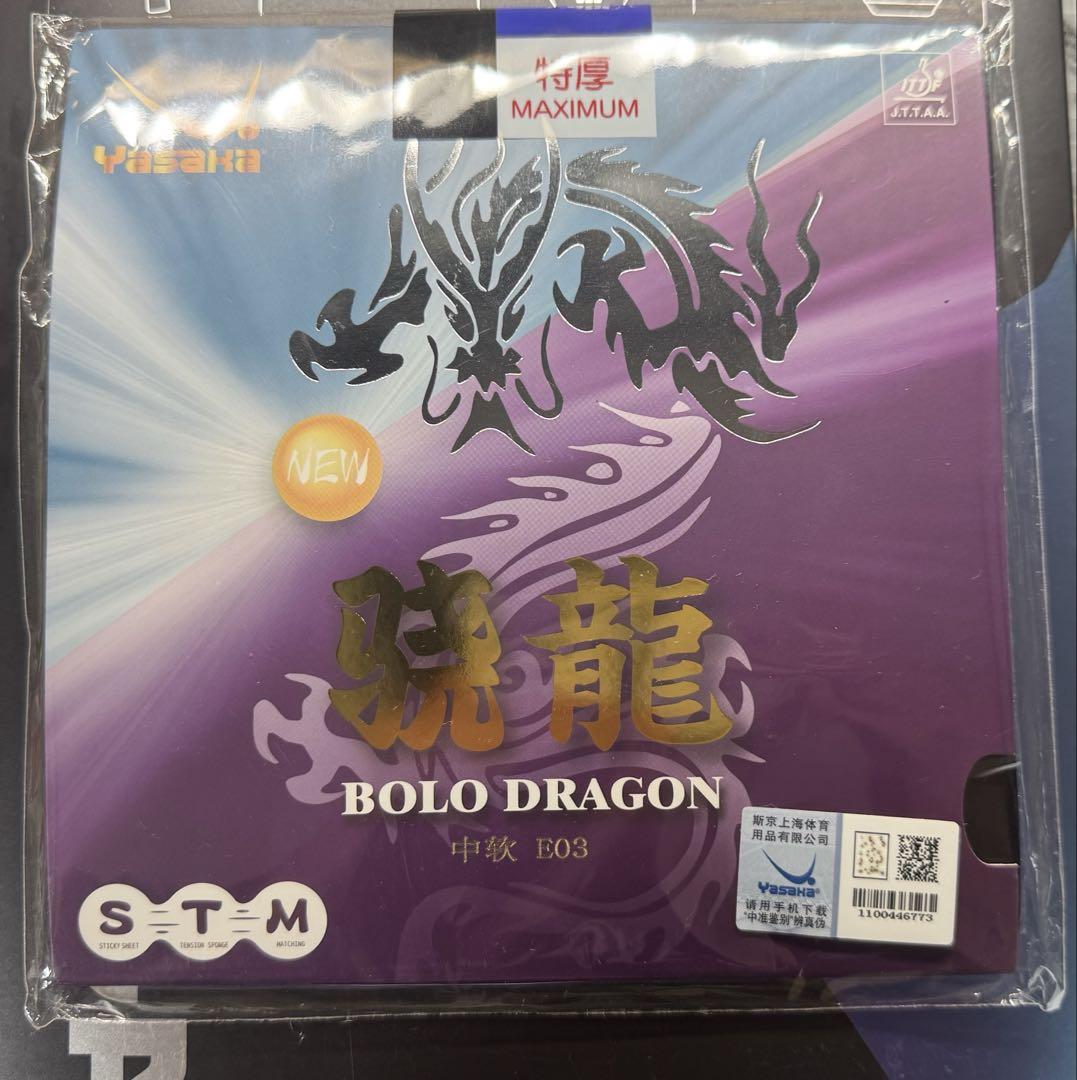 特厚
MAXIMUM
ITTF
J.T.T.A.A.
Yasaka
NEW
骁龍
BOLO DRAGON
中软 E03
S=T=M
STICKY SHEET TENSION SPONGE MATCHING
斯京上海体育
用品有限公司
Yasaka
请用手机下载
"中准鉴别"辨真伪
1100446773